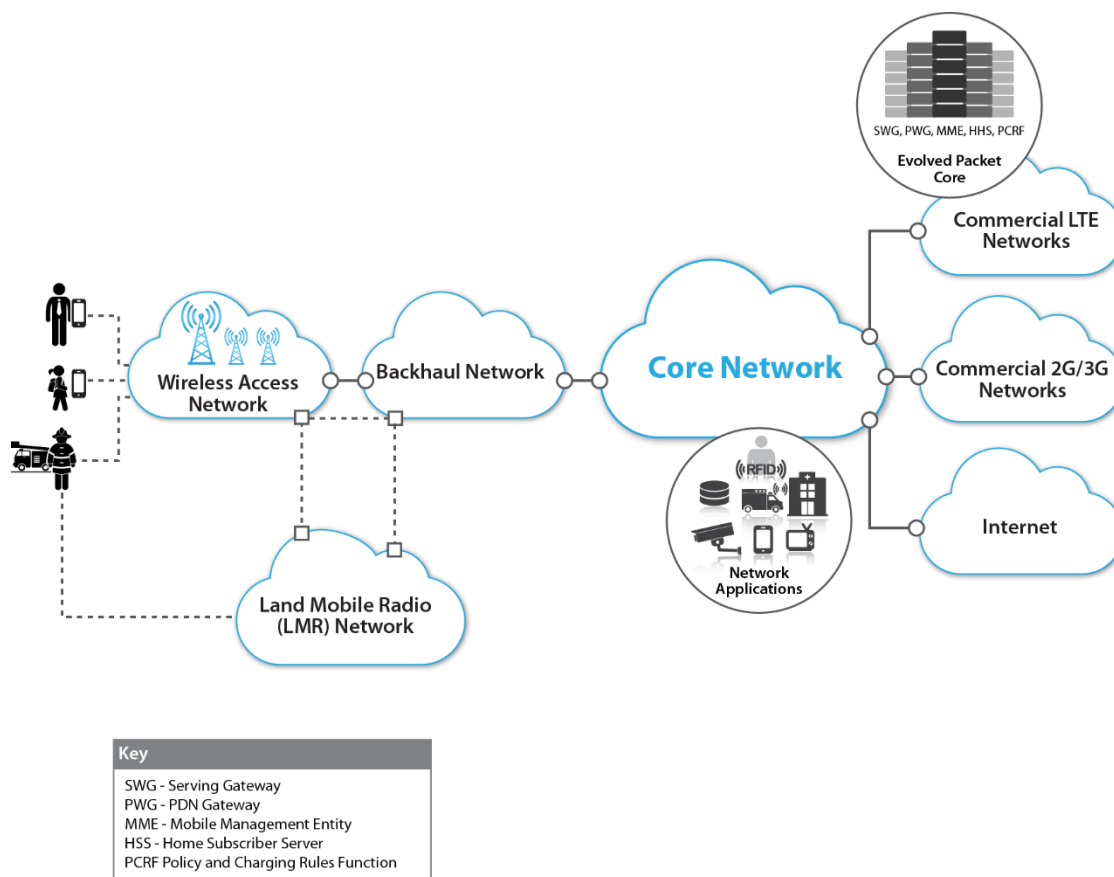 SWG, PWG, MME, HHS, PCRF
Evolved Packet
Core
Commercial LTE
Networks
Wireless Access
Network
Backhaul Network
Core Network
Commercial 2G/3G
Networks
RFID
Network
Applications
Internet
Land Mobile Radio
(LMR) Network
Key
SWG - Serving Gateway
PWG - PDN Gateway
MME - Mobile Management Entity
HSS - Home Subscriber Server
PCRF Policy and Charging Rules Function